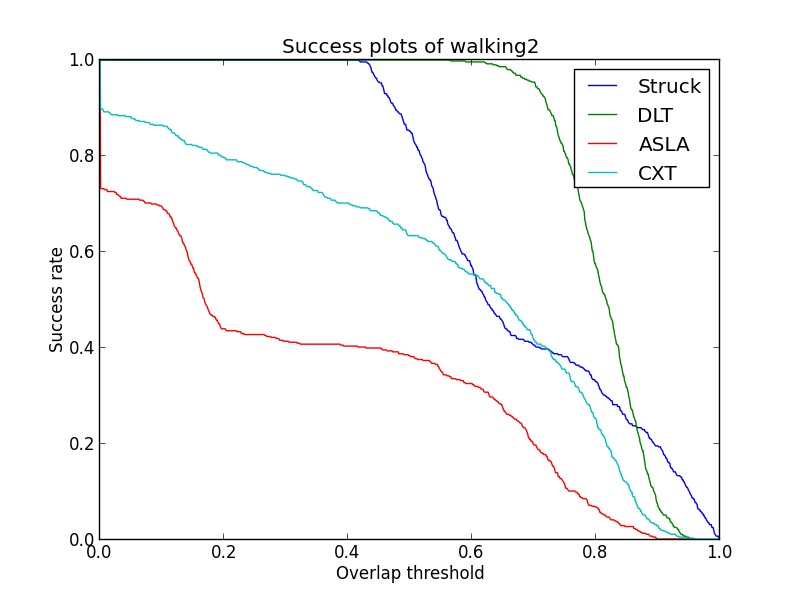 Success plots of walking2
Success rate
1.0
0.8
0.6
0.4
0.2
0.0
0.0 0.2 0.4 0.6 0.8 1.0
Overlap threshold
Struck
DLT
ASLA
CXT